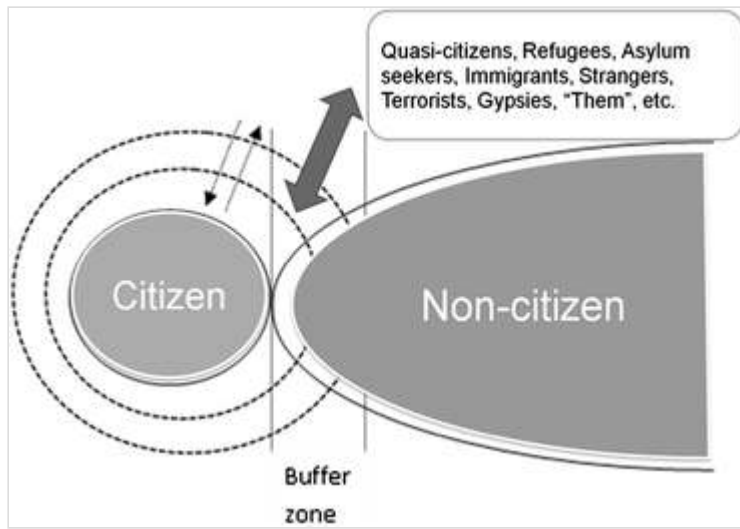 Quasi-citizens, Refugees, Asylum
seekers, Immigrants, Strangers,
Terrorists, Gypsies, “Them”, etc.
Citizen
Non-citizen
Buffer
zone